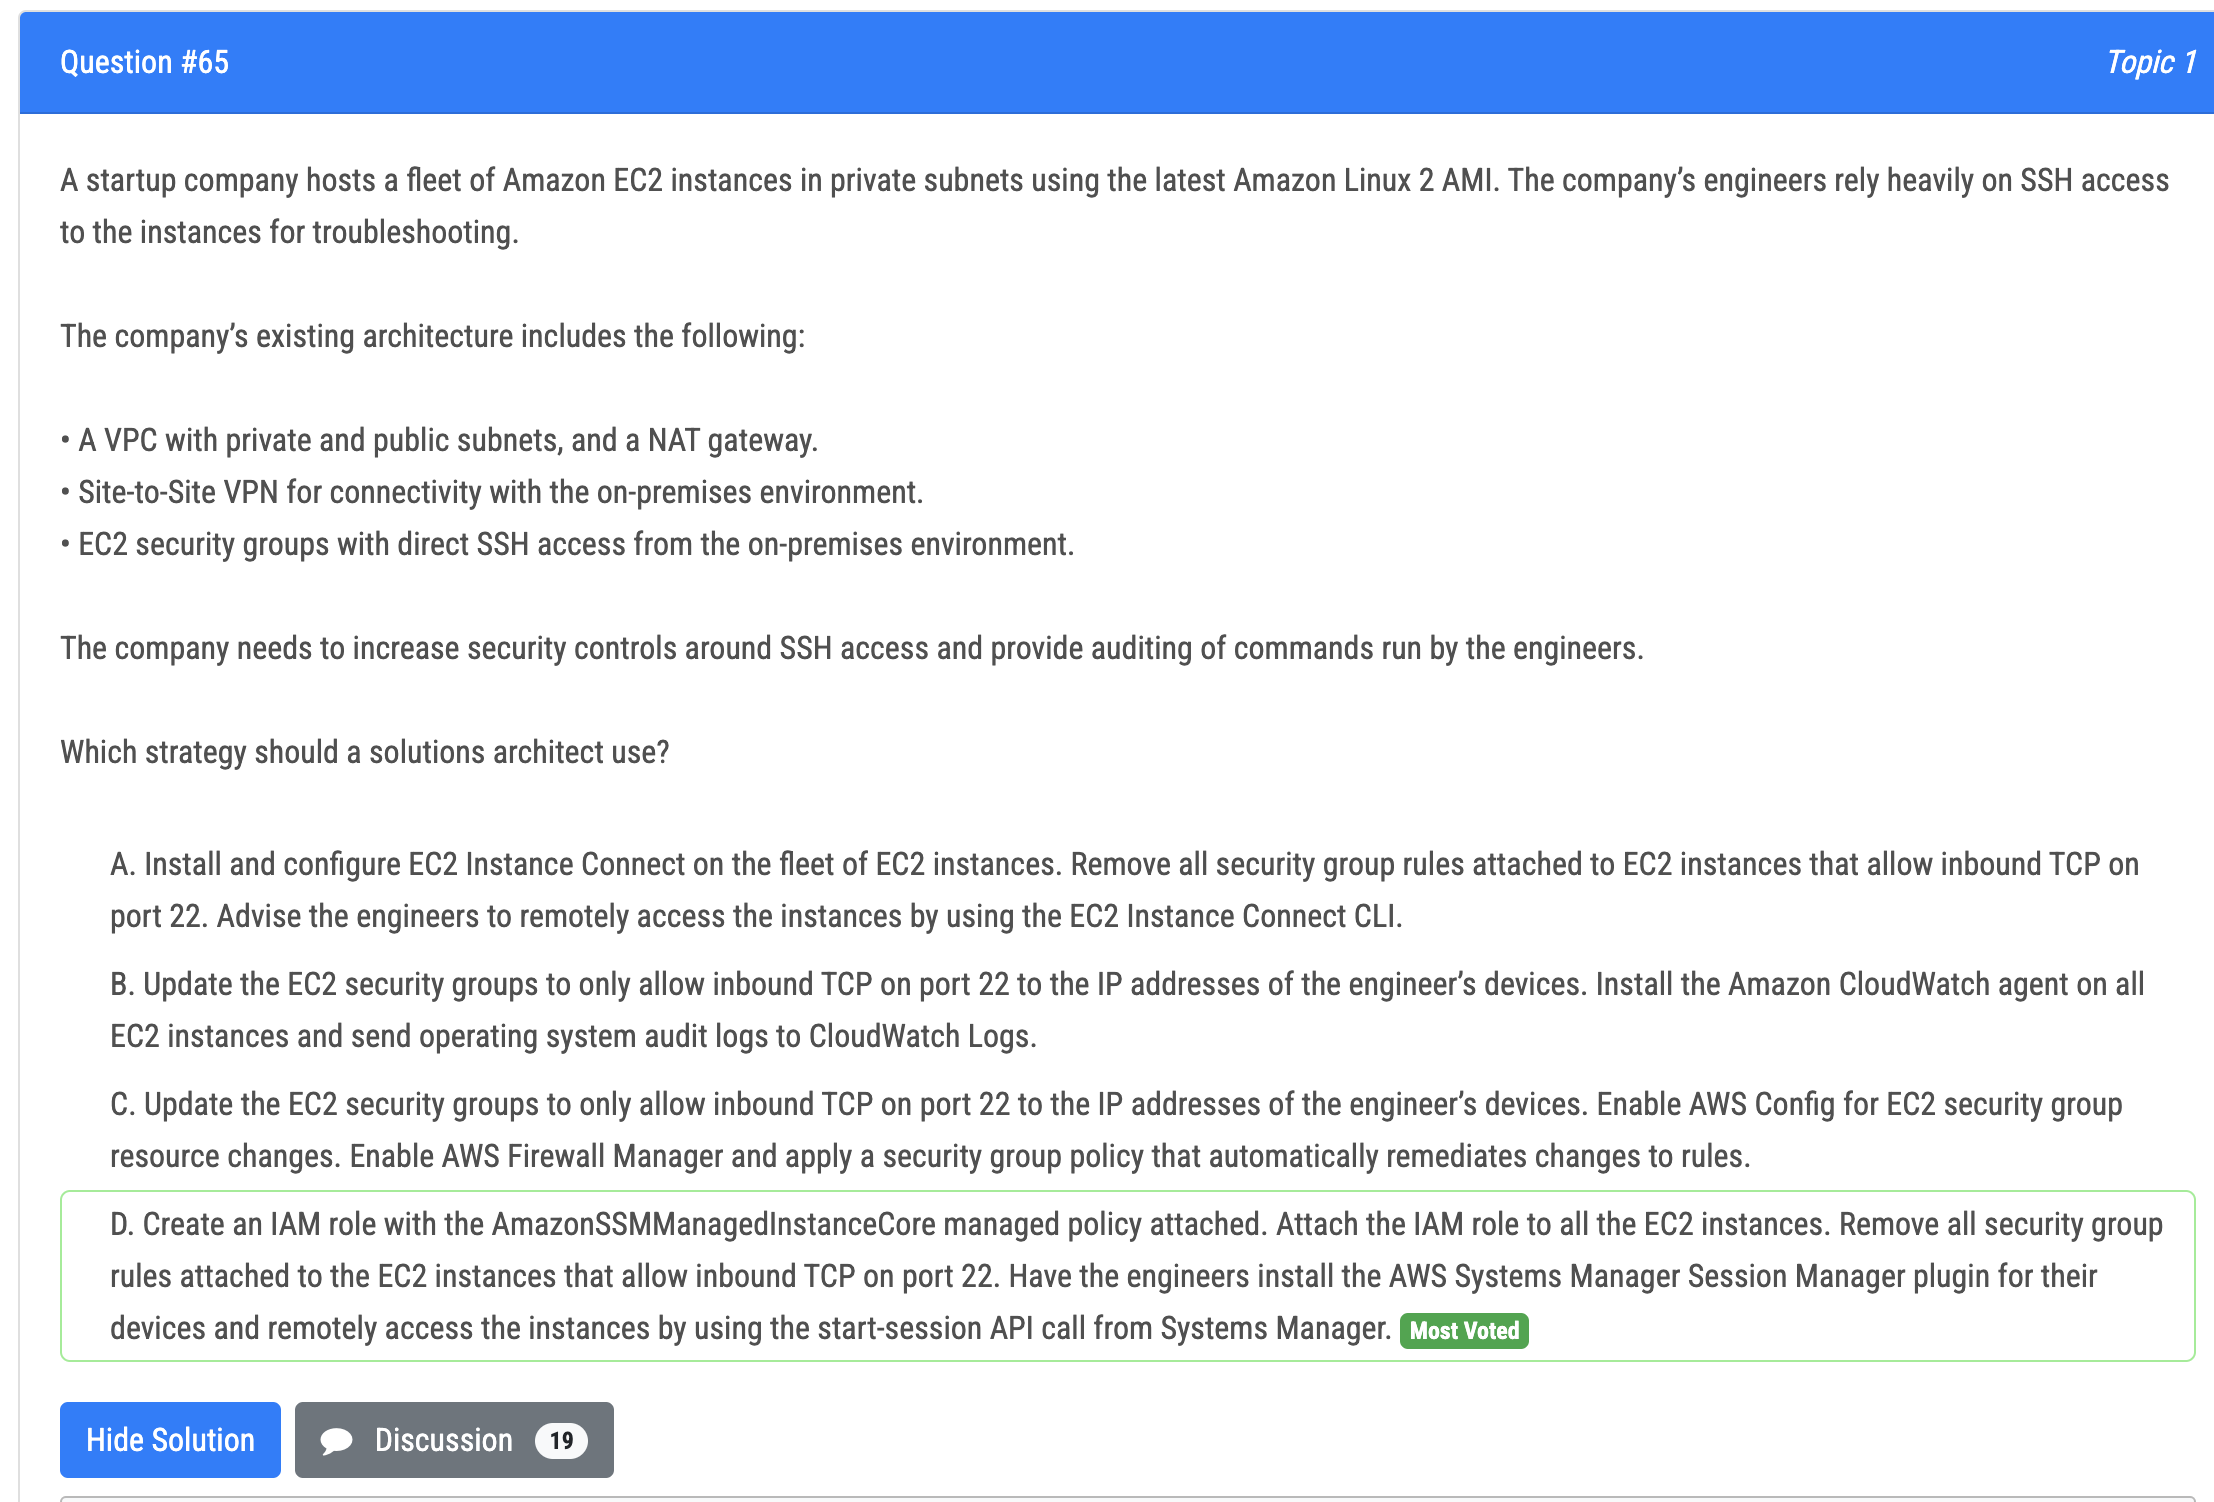 Question #65
Topic 1
A startup company hosts a fleet of Amazon EC2 instances in private subnets using the latest Amazon Linux 2 AMI. The company’s engineers rely heavily on SSH access
to the instances for troubleshooting.
The company’s existing architecture includes the following:
• A VPC with private and public subnets, and a NAT gateway.
• Site-to-Site VPN for connectivity with the on-premises environment.
• EC2 security groups with direct SSH access from the on-premises environment.
The company needs to increase security controls around SSH access and provide auditing of commands run by the engineers.
Which strategy should a solutions architect use?
A. Install and configure EC2 Instance Connect on the fleet of EC2 instances. Remove all security group rules attached to EC2 instances that allow inbound TCP on
port 22. Advise the engineers to remotely access the instances by using the EC2 Instance Connect CLI.
B. Update the EC2 security groups to only allow inbound TCP on port 22 to the IP addresses of the engineer’s devices. Install the Amazon CloudWatch agent on all
EC2 instances and send operating system audit logs to CloudWatch Logs.
C. Update the EC2 security groups to only allow inbound TCP on port 22 to the IP addresses of the engineer’s devices. Enable AWS Config for EC2 security group
resource changes. Enable AWS Firewall Manager and apply a security group policy that automatically remediates changes to rules.
D. Create an IAM role with the AmazonSSMManagedInstanceCore managed policy attached. Attach the IAM role to all the EC2 instances. Remove all security group
rules attached to the EC2 instances that allow inbound TCP on port 22. Have the engineers install the AWS Systems Manager Session Manager plugin for their
devices and remotely access the instances by using the start-session API call from Systems Manager. Most Voted
Hide Solution
Discussion 19